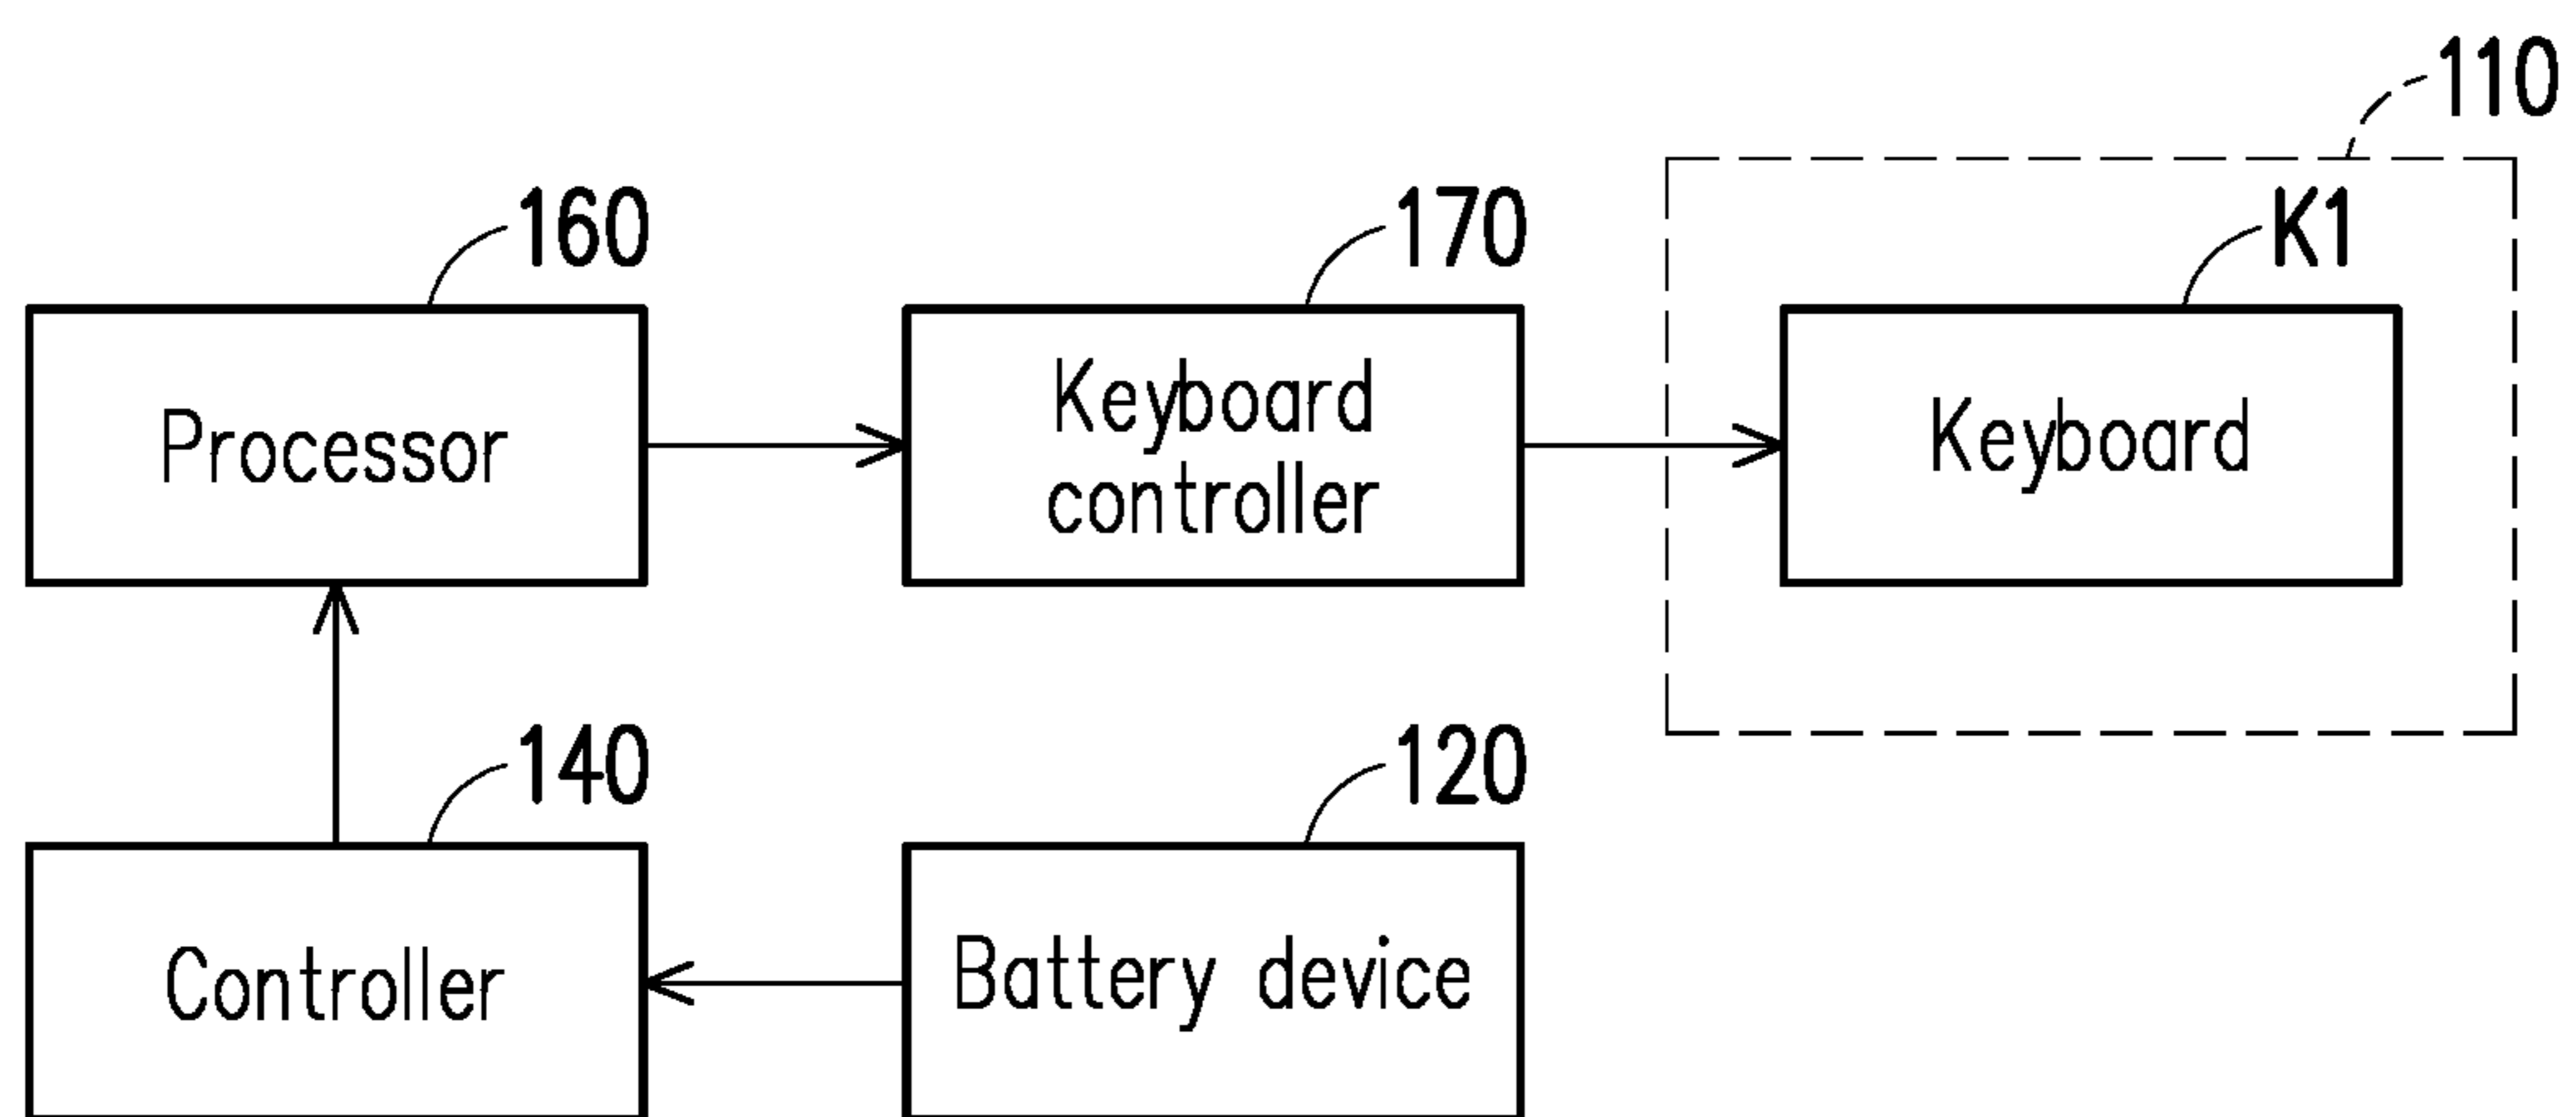 110
160
170
K1
Processor
Keyboard
controller
Keyboard
140
120
Controller
Battery device